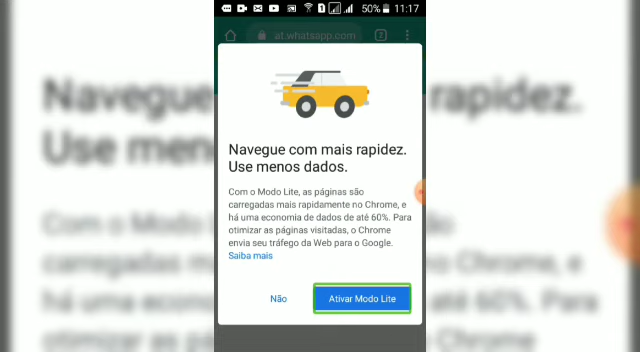 50% 11:17
at.whatsapp.com 2
Navegue com mais rapidez.
Use menos dados.
Com o Modo Lite, as páginas são
carregadas mais rapidamente no Chrome, e
há uma economia de dados de até 60%. Para
otimizar as páginas visitadas, o Chrome
envia seu tráfego da Web para o Google.
Saiba mais
Não Ativar Modo Lite